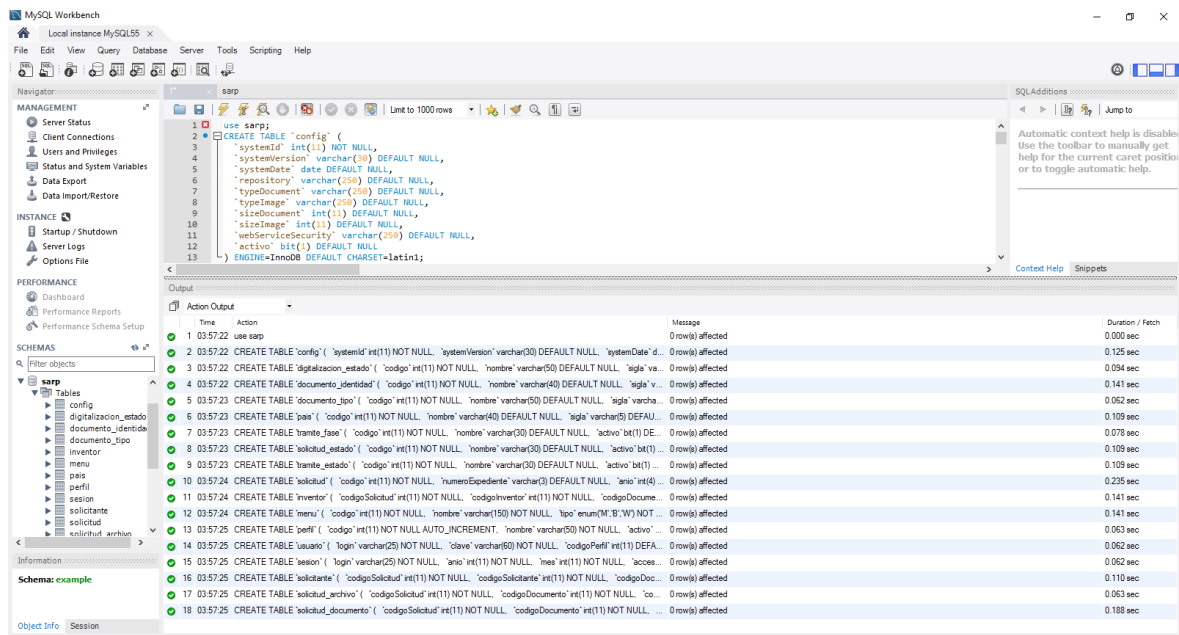 MySQL Workbench
Local instance MySQL55
File Edit View Query Database Server Tools Scripting Help
Navigator
MANAGEMENT
Server Status
Client Connections
Users and Privileges
Status and System Variables
Data Export
Data Import/Restore
INSTANCE
Startup / Shutdown
Server Logs
Options File
PERFORMANCE
Dashboard
Performance Reports
Performance Schema Setup
SCHEMAS
Filter objects
sarp
Tables
config
digitalizacion_estado
documento_identida
documento_tipo
inventor
menu
pais
perfil
sesion
solicitante
solicitud
solicitud_archivo
Information
Schema: example
Object Info Session
sarp
Limit to 1000 rows
1 use sarp;
2 CREATE TABLE `config` (
3 `systemId` int(11) NOT NULL,
4 `systemVersion` varchar(30) DEFAULT NULL,
5 `systemDate` date DEFAULT NULL,
6 `repository` varchar(250) DEFAULT NULL,
7 `typeDocument` varchar(250) DEFAULT NULL,
8 `typeImage` varchar(250) DEFAULT NULL,
9 `sizeDocument` int(11) DEFAULT NULL,
10 `sizeImage` int(11) DEFAULT NULL,
11 `webServiceSecurity` varchar(250) DEFAULT NULL,
12 `activo` bit(1) DEFAULT NULL
13 ) ENGINE=InnoDB DEFAULT CHARSET=latin1;
SQLAdditions
Jump to
Automatic context help is disable
Use the toolbar to manually get
help for the current caret position
or to toggle automatic help.
Context Help Snippets
Output
Action Output
Time Action Message Duration / Fetch
1 03:57:22 use sarp 0 row(s) affected 0.000 sec
2 03:57:22 CREATE TABLE `config` ( `systemId` int(11) NOT NULL, `systemVersion` varchar(30) DEFAULT NULL, `systemDate` d... 0 row(s) affected 0.125 sec
3 03:57:22 CREATE TABLE `digitalizacion_estado` ( `codigo` int(11) NOT NULL, `nombre` varchar(50) DEFAULT NULL, `sigla` va... 0 row(s) affected 0.094 sec
4 03:57:22 CREATE TABLE `documento_identidad` ( `codigo` int(11) NOT NULL, `nombre` varchar(40) DEFAULT NULL, `sigla` v... 0 row(s) affected 0.141 sec
5 03:57:23 CREATE TABLE `documento_tipo` ( `codigo` int(11) NOT NULL, `nombre` varchar(50) DEFAULT NULL, `sigla` varcha... 0 row(s) affected 0.062 sec
6 03:57:23 CREATE TABLE `pais` ( `codigo` int(11) NOT NULL, `nombre` varchar(40) DEFAULT NULL, `sigla` varchar(5) DEFAU... 0 row(s) affected 0.109 sec
7 03:57:23 CREATE TABLE `tramite_fase` ( `codigo` int(11) NOT NULL, `nombre` varchar(30) DEFAULT NULL, `activo` bit(1) DE... 0 row(s) affected 0.078 sec
8 03:57:23 CREATE TABLE `solicitud_estado` ( `codigo` int(11) NOT NULL, `nombre` varchar(30) DEFAULT NULL, `activo` bit(1) ... 0 row(s) affected 0.109 sec
9 03:57:23 CREATE TABLE `tramite_estado` ( `codigo` int(11) NOT NULL, `nombre` varchar(30) DEFAULT NULL, `activo` bit(1) ... 0 row(s) affected 0.109 sec
10 03:57:24 CREATE TABLE `solicitud` ( `codigo` int(11) NOT NULL, `numeroExpediente` varchar(3) DEFAULT NULL, `anio` int(4) ... 0 row(s) affected 0.235 sec
11 03:57:24 CREATE TABLE `inventor` ( `codigoSolicitud` int(11) NOT NULL, `codigoInventor` int(11) NOT NULL, `codigoDocume... 0 row(s) affected 0.141 sec
12 03:57:24 CREATE TABLE `menu` ( `codigo` int(11) NOT NULL, `nombre` varchar(150) NOT NULL, `tipo` enum('M','B','W') NOT ... 0 row(s) affected 0.141 sec
13 03:57:25 CREATE TABLE `perfil` ( `codigo` int(11) NOT NULL AUTO_INCREMENT, `nombre` varchar(50) NOT NULL, `activo` ... 0 row(s) affected 0.063 sec
14 03:57:25 CREATE TABLE `usuario` ( `login` varchar(25) NOT NULL, `clave` varchar(60) NOT NULL, `codigoPerfil` int(11) DEFA... 0 row(s) affected 0.062 sec
15 03:57:25 CREATE TABLE `sesion` ( `login` varchar(25) NOT NULL, `anio` int(11) NOT NULL, `mes` int(11) NOT NULL, `acces... 0 row(s) affected 0.062 sec
16 03:57:25 CREATE TABLE `solicitante` ( `codigoSolicitud` int(11) NOT NULL, `codigoSolicitante` int(11) NOT NULL, `codigoDoc... 0 row(s) affected 0.110 sec
17 03:57:25 CREATE TABLE `solicitud_archivo` ( `codigoSolicitud` int(11) NOT NULL, `codigoDocumento` int(11) NOT NULL, `co... 0 row(s) affected 0.063 sec
18 03:57:25 CREATE TABLE `solicitud_documento` ( `codigoSolicitud` int(11) NOT NULL, `codigoDocumento` int(11) NOT NULL, ... 0 row(s) affected 0.188 sec